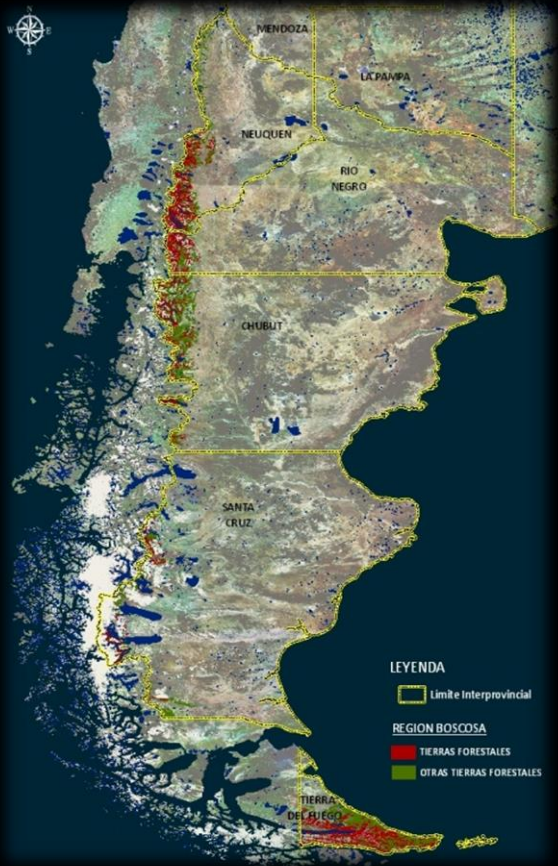 N
W E
S
MENDOZA
LA PAMPA
NEUQUEN
RIO
NEGRO
CHUBUT
SANTA
CRUZ
LEYENDA
Limite Interprovincial
REGION BOSCOSA
TIERRAS FORESTALES
OTRAS TIERRAS FORESTALES
TIERRA
DEL FUEGO